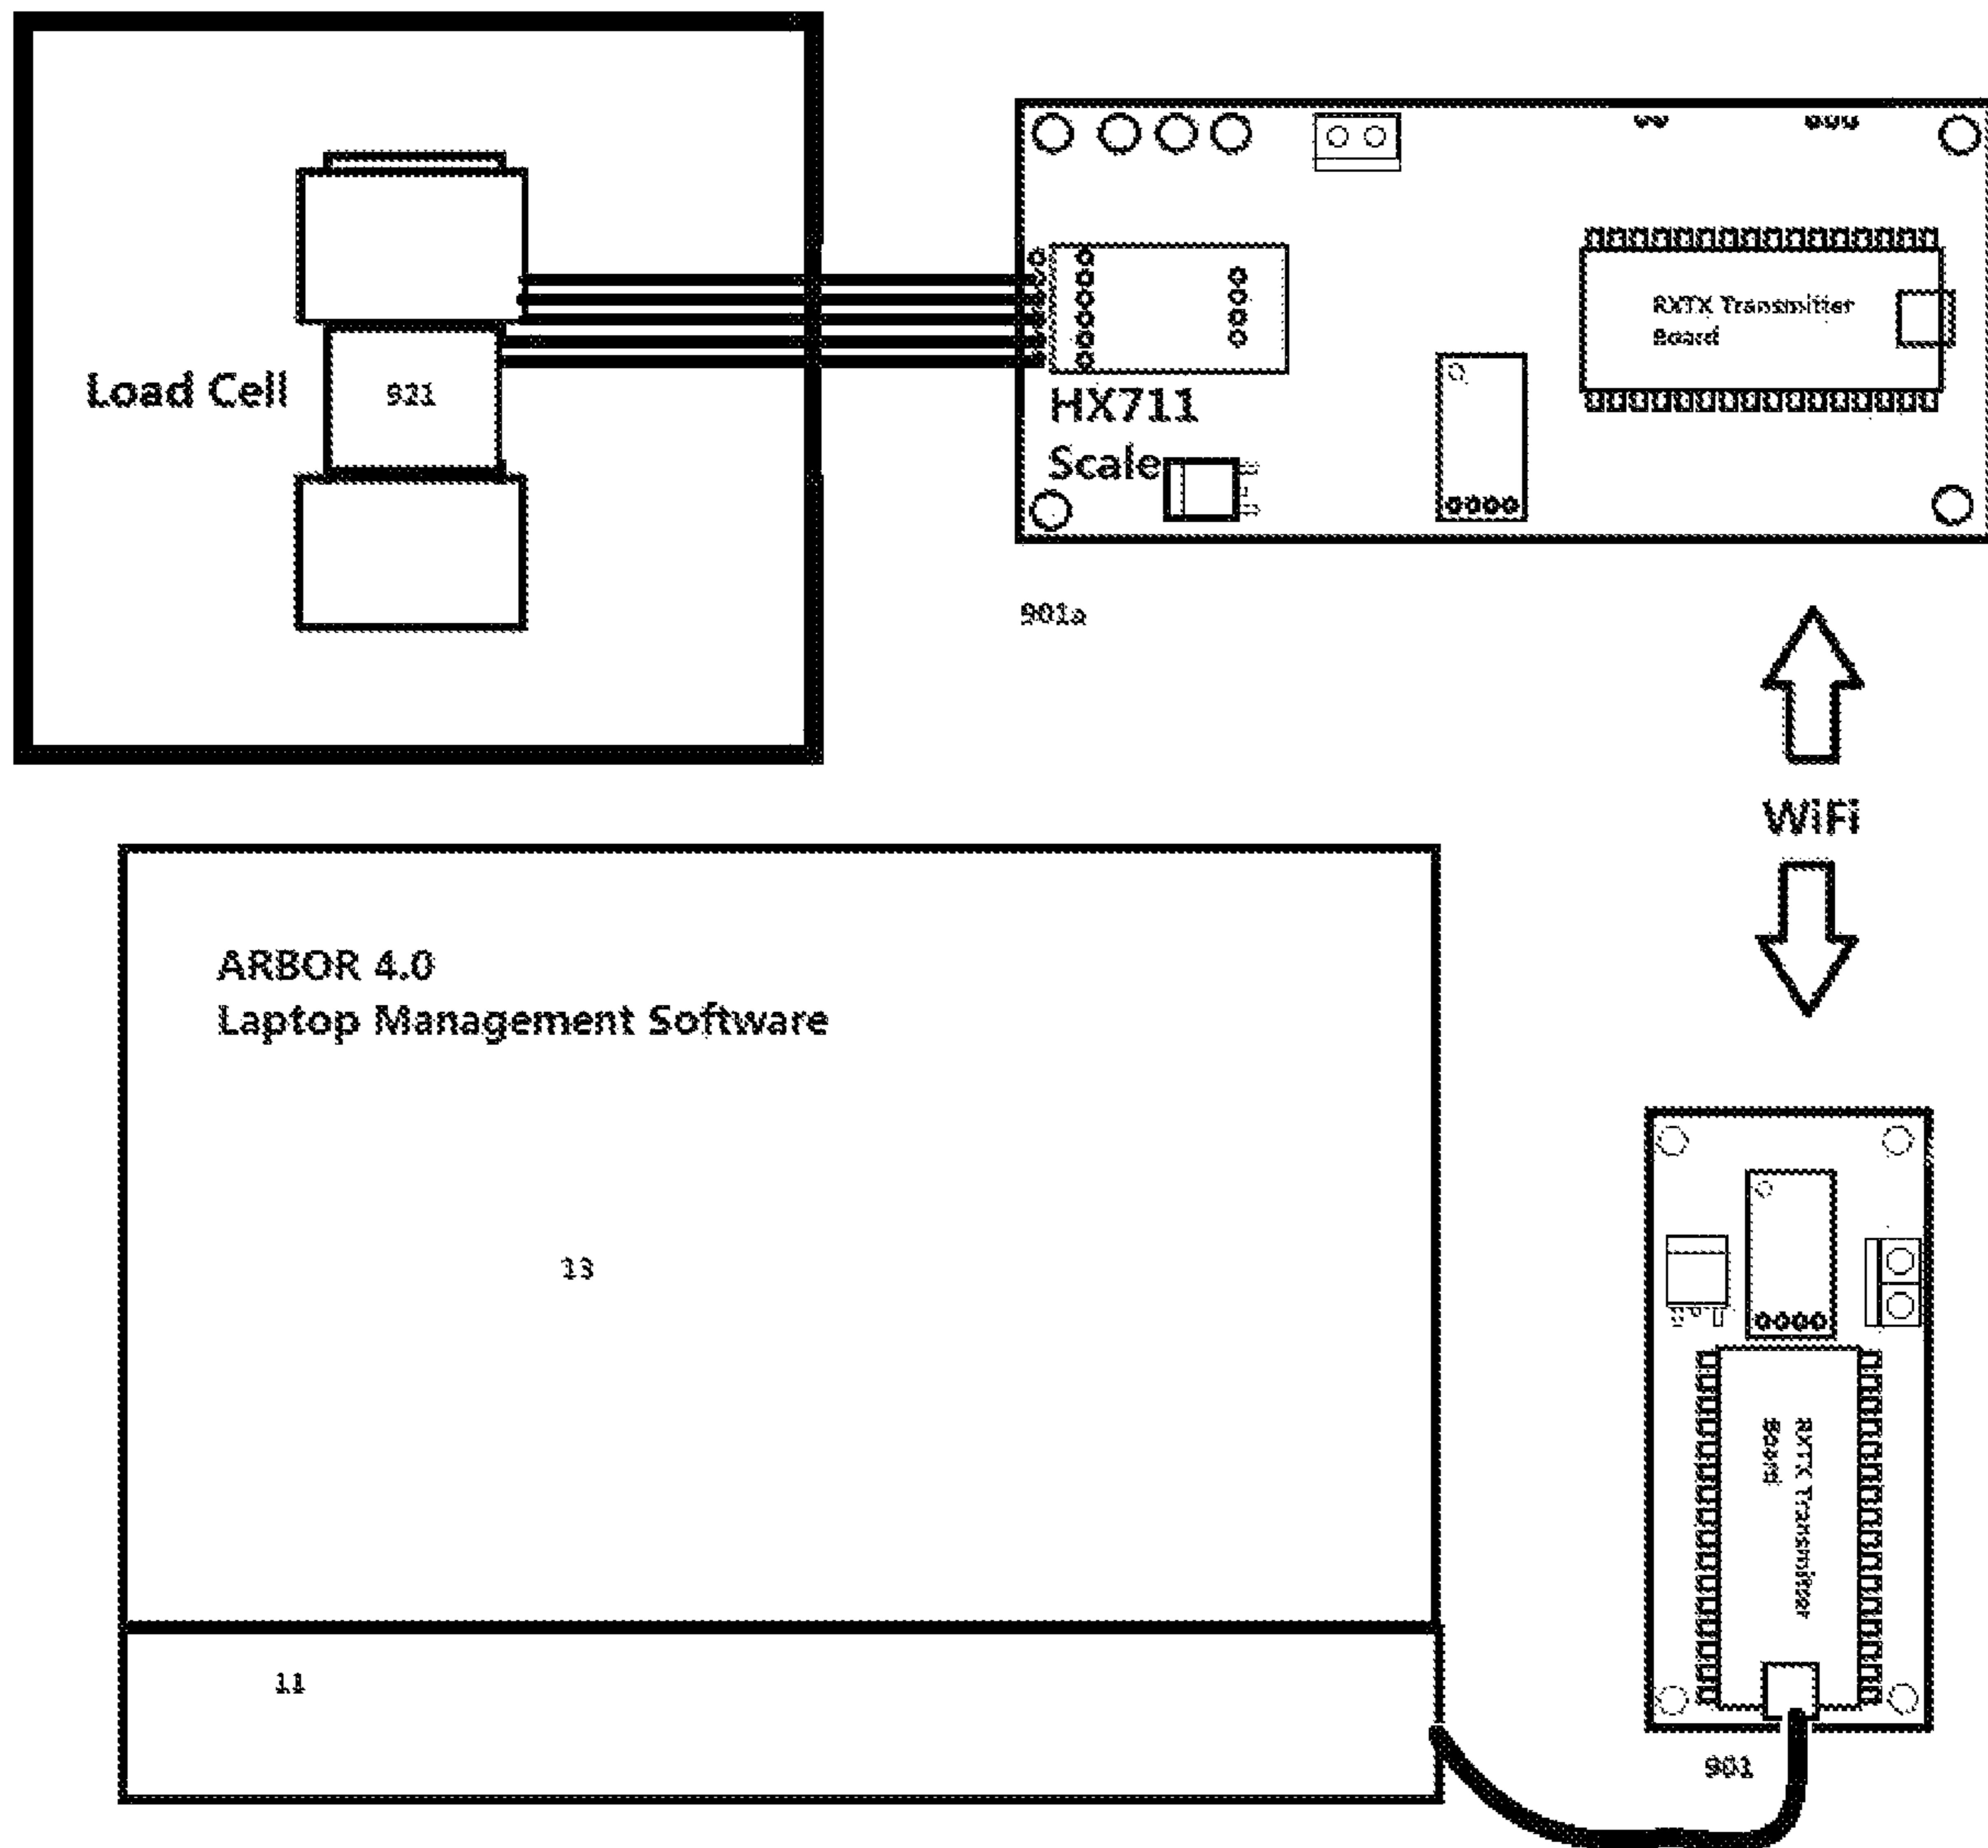 Load Cell
921
HX711
Scale
RXTX Transmitter
Board
901a
WiFi
ARBOR 4.0
Laptop Management Software
13
11
RXTX Transmitter
Board
901